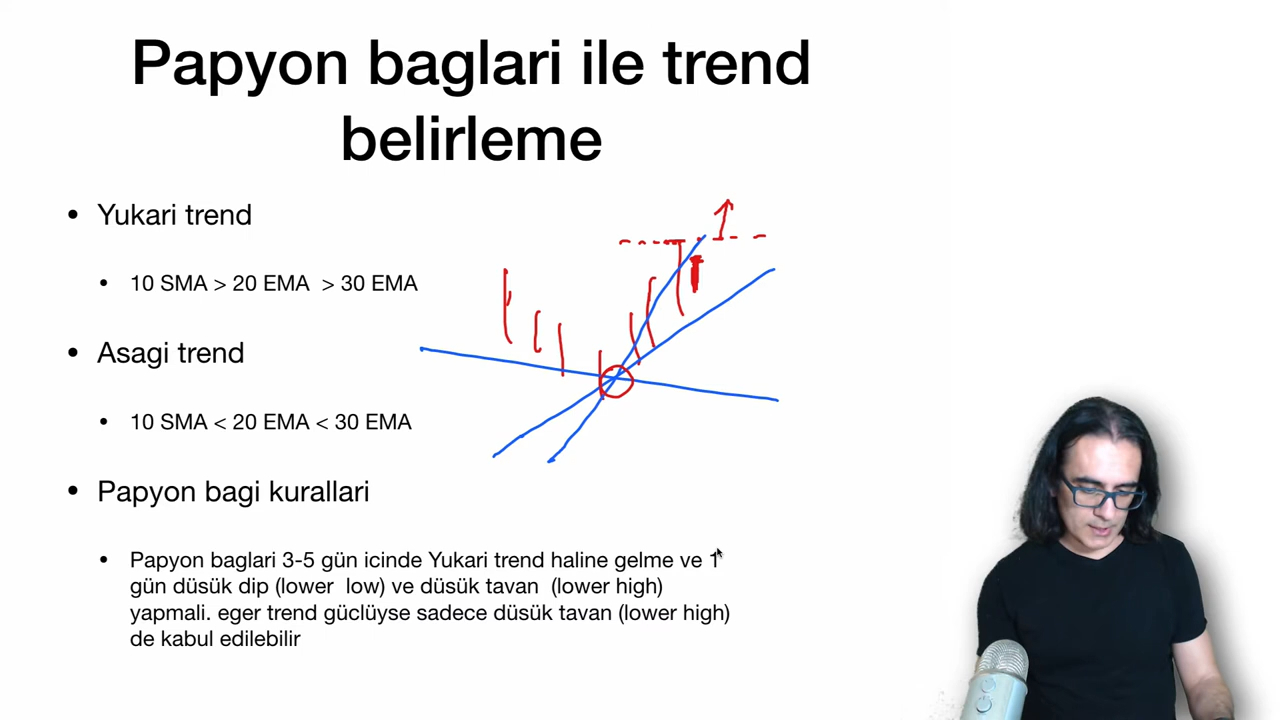 Papyon baglari ile trend
belirleme
• Yukari trend
• 10 SMA > 20 EMA > 30 EMA
• Asagi trend
• 10 SMA < 20 EMA < 30 EMA
• Papyon bagi kurallari
• Papyon baglari 3-5 gün icinde Yukari trend haline gelme ve 1
gün düsük dip (lower low) ve düsük tavan (lower high)
yapmali. eger trend güclüyse sadece düsük tavan (lower high)
de kabul edilebilir